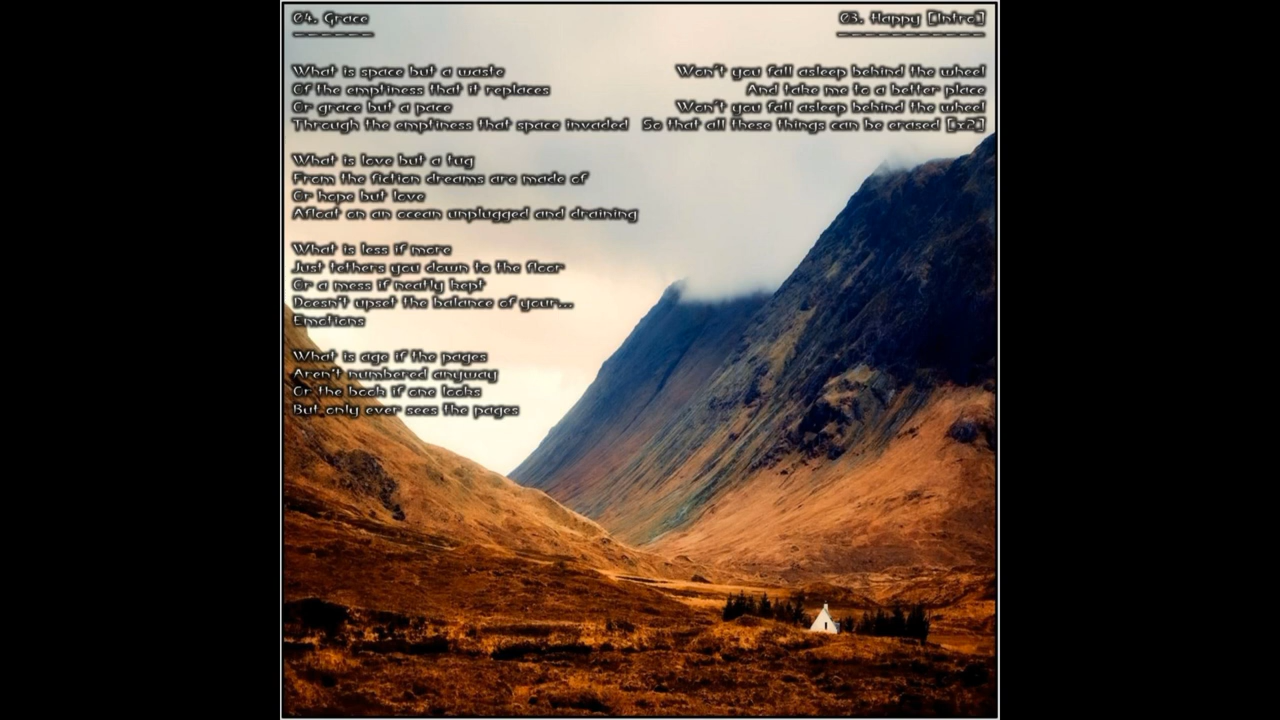 04. Grace
-------
What is space but a waste
Of the emptiness that it replaces
Or grace but a pace
Through the emptiness that space invaded
What is love but a tug
From the fiction dreams are made of
Or hope but love
Afloat on an ocean unplugged and draining
What is less if more
Just tethers you down to the floor
Or a mess if neatly kept
Doesn't upset the balance of your...
Emotions
What is age if the pages
Aren't numbered anyway
Or the book if one looks
But only ever sees the pages
03. Happy [Intro]
-------------
Won't you fall asleep behind the wheel
And take me to a better place
Won't you fall asleep behind the wheel
So that all these things can be erased [x2]